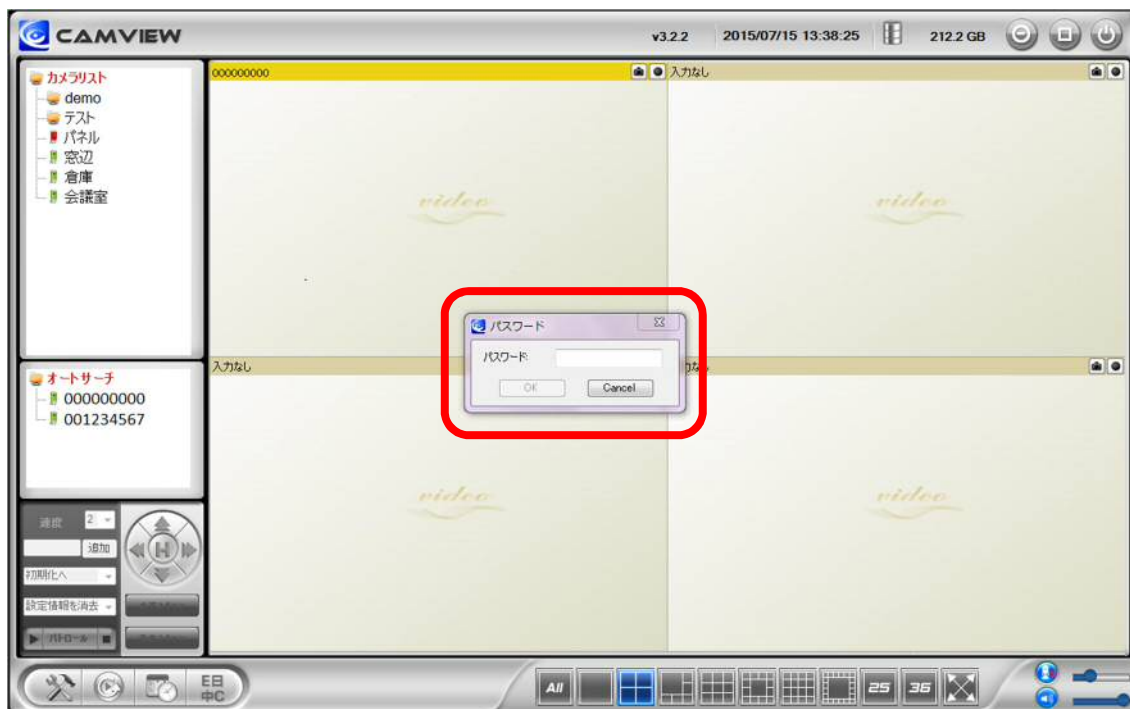 CAMVIEW
v3.2.2 2015/07/15 13:38:25 212.2 GB
カメラリスト
demo
テスト
パネル
窓辺
倉庫
会議室
000000000
入力なし
video
video
パスワード
パスワード:
OK Cancel
オートサーチ
000000000
001234567
入力なし
video
video
速度 2
追加
初期化へ
設定情報を消去
パトロール
E日
中C
All
25
36